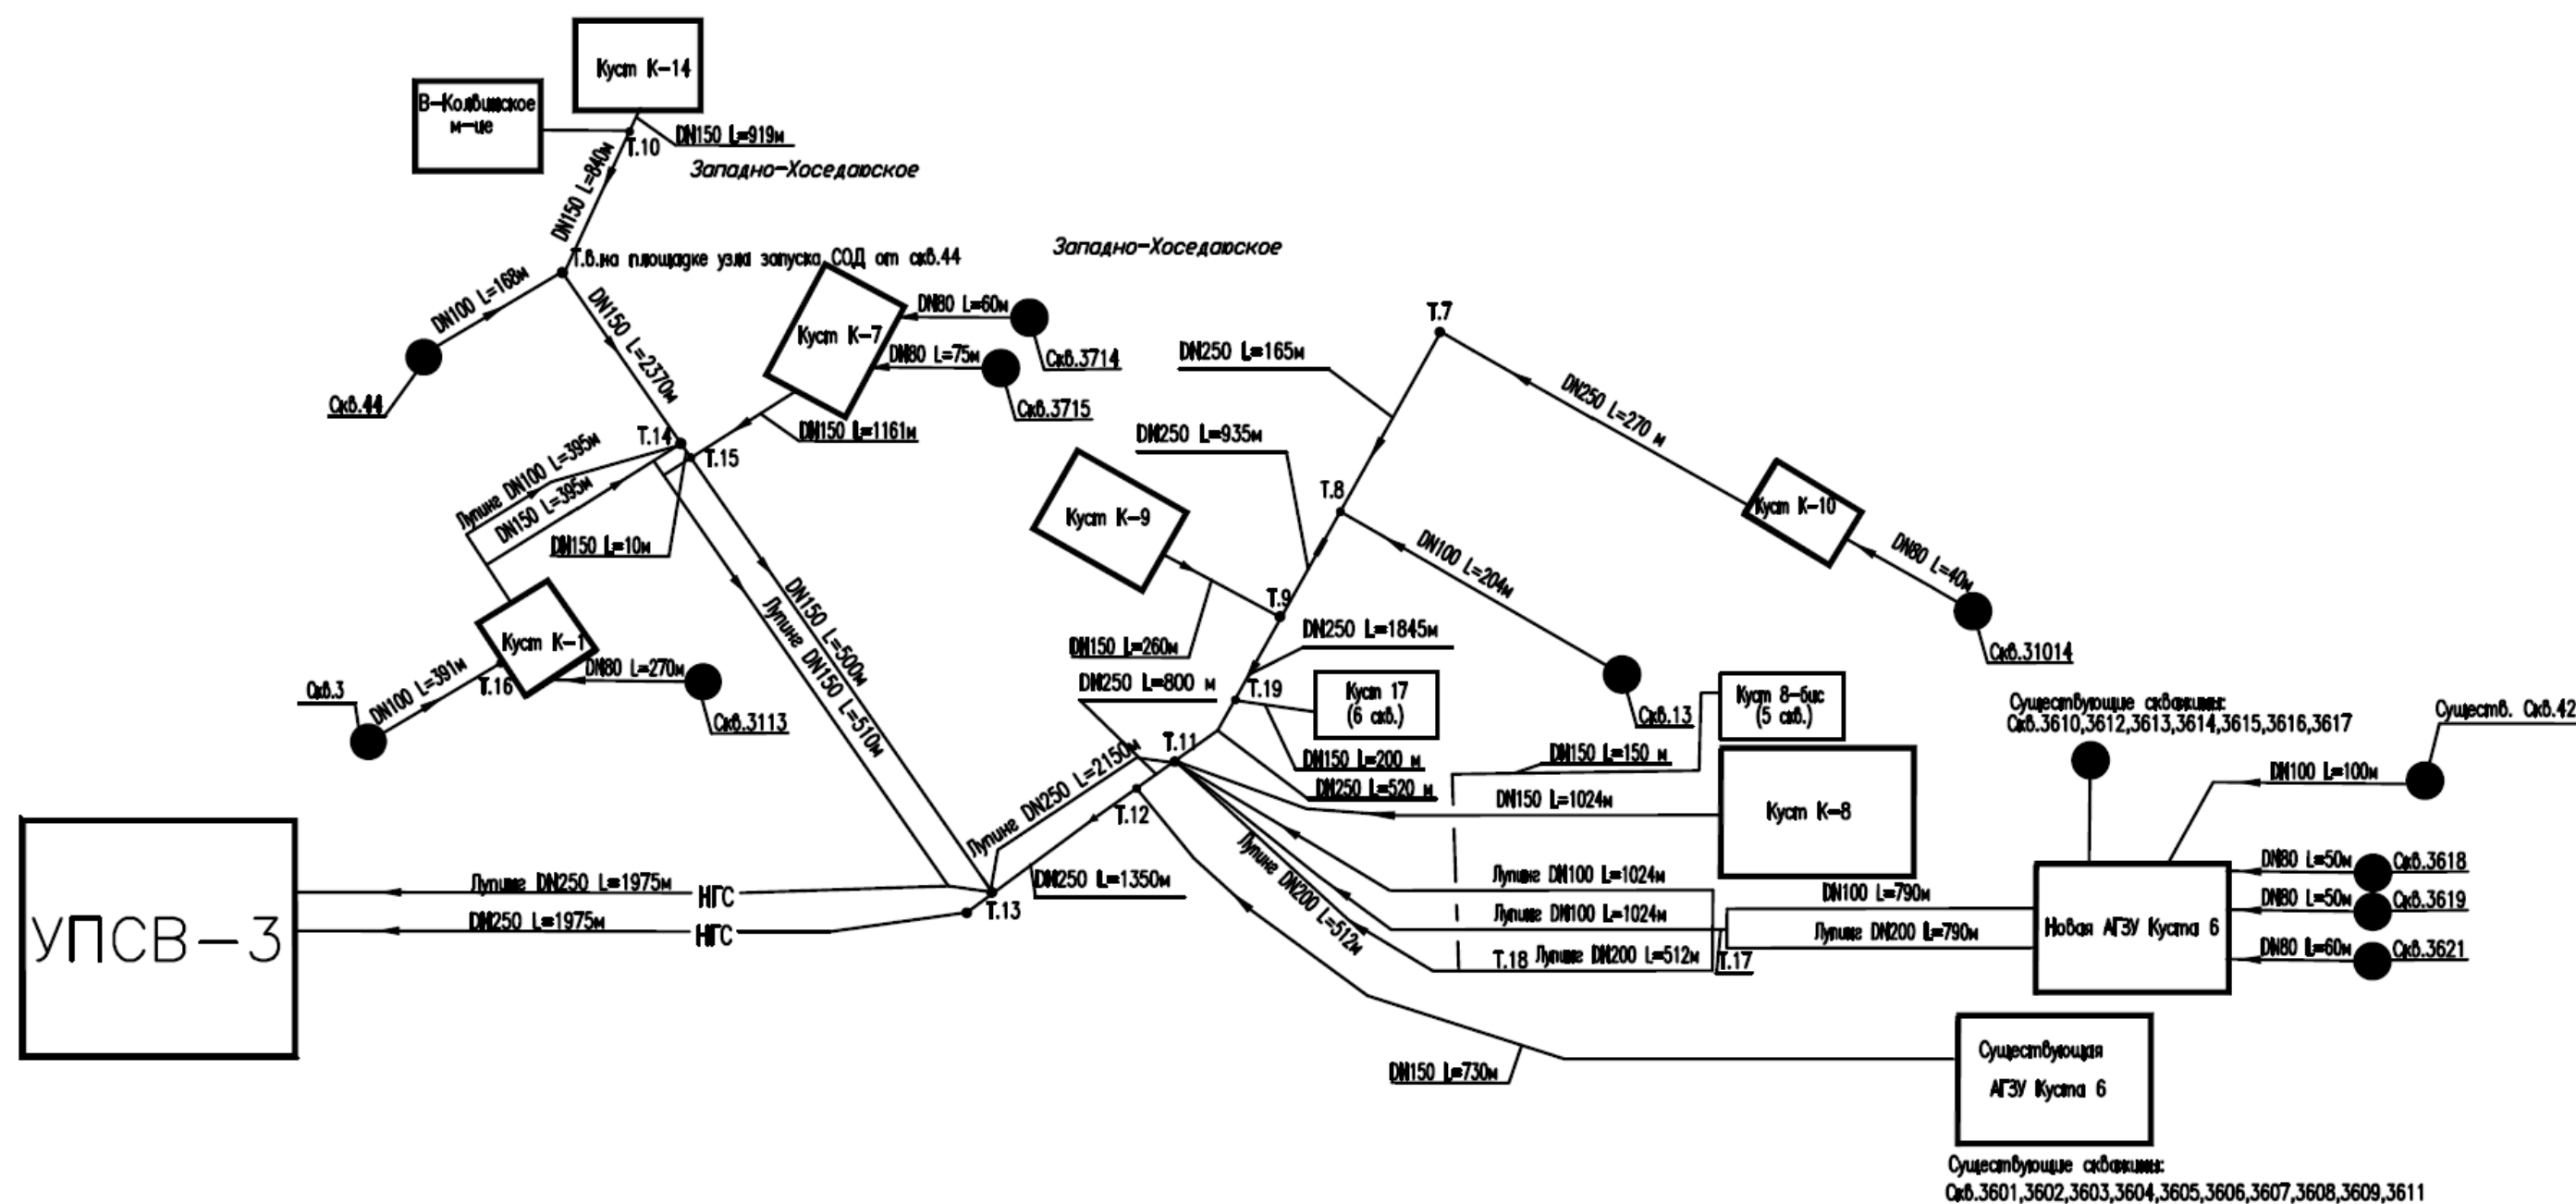 Куст К-14
В-Колвинское
м-ие
DN150 L=919м
Т.10
Западно-Хоседаюское
DN150 L=840м
Т.в.на площадке узла запуска СОД от скв.44
Западно-Хоседаюское
DN100 L=168м
Скв.44
DN150 L=2370м
Куст К-7
DN80 L=60м
Скв.3714
DN80 L=75м
Скв.3715
DN150 L=1161м
Т.14
Т.15
Лупинг DN100 L=395м
DN150 L=395м
DN150 L=10м
Куст К-1
Т.16
DN100 L=391м
Скв.3
DN80 L=270м
Скв.3113
DN150 L=500м
Лупинг DN150 L=510м
Т.7
DN250 L=165м
DN250 L=270 м
DN250 L=935м
Т.8
Куст К-9
Куст К-10
DN100 L=204м
DN80 L=40м
Скв.31014
Скв.13
Т.9
DN150 L=260м
DN250 L=1845м
DN250 L=800 м
Т.19
Куст 17
(6 скв.)
DN150 L=200 м
DN250 L=520 м
Куст 8-бис
(5 скв.)
DN150 L=150 м
Т.11
Т.12
Лупинг DN250 L=2150м
DN250 L=1350м
Т.13
DN150 L=1024м
Куст К-8
Лупинг DN200 L=512м
Лупинг DN100 L=1024м
Лупинг DN100 L=1024м
Т.18 Лупинг DN200 L=512м
Т.17
DN100 L=790м
Лупинг DN200 L=790м
Существующие скважины:
Скв.3610,3612,3613,3614,3615,3616,3617
Существ. Скв.42
DN100 L=100м
DN80 L=50м
Скв.3618
DN80 L=50м
Скв.3619
DN80 L=60м
Скв.3621
Новая АГЗУ Куста 6
УПСВ-3
Лупинг DN250 L=1975м
НГС
DN250 L=1975м
НГС
DN150 L=730м
Существующая
АГЗУ Куста 6
Существующие скважины:
Скв.3601,3602,3603,3604,3605,3606,3607,3608,3609,3611